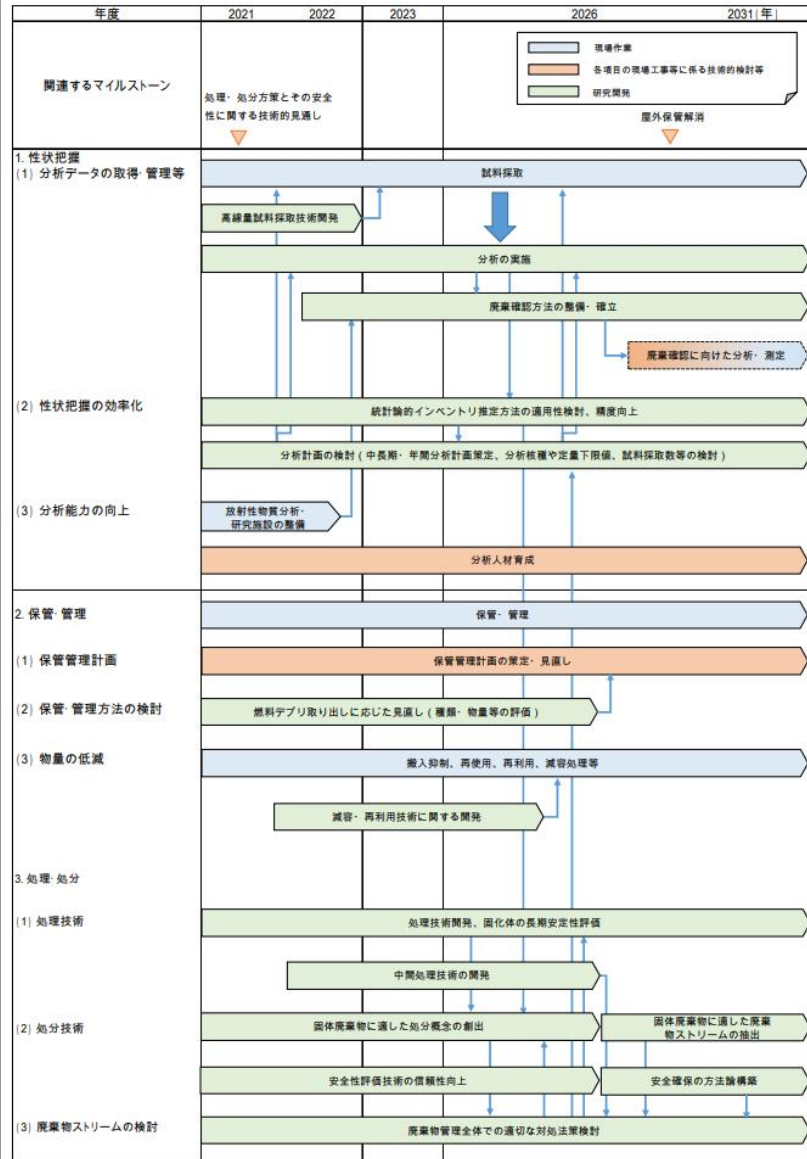 年度 2021 2022 2023 2026 2031(年)
現場作業
各項目の現場工事等に係る技術的検討等
研究開発
関連するマイルストーン
処理・処分方策とその安全
性に関する技術的見通し
屋外保管解消
1. 性状把握
(1) 分析データの取得・管理等
試料採取
高線量試料採取技術開発
分析の実施
廃棄確認方法の整備・確立
廃棄確認に向けた分析・測定
(2) 性状把握の効率化
統計論的インベントリ推定方法の適用性検討、精度向上
分析計画の検討(中長期・年間分析計画策定、分析核種や定量下限値、試料採取数等の検討)
(3) 分析能力の向上
放射性物質分析・
研究施設の整備
分析人材育成
2. 保管・管理
保管・管理
(1) 保管管理計画
保管管理計画の策定・見直し
(2) 保管・管理方法の検討
燃料デブリ取り出しに応じた見直し(種類・物量等の評価)
(3) 物量の低減
搬入抑制、再使用、再利用、減容処理等
減容・再利用技術に関する開発
3. 処理・処分
(1) 処理技術
処理技術開発、固化体の長期安定性評価
中間処理技術の開発
(2) 処分技術
固体廃棄物に適した処分概念の創出
固体廃棄物に適した廃棄
物ストリームの抽出
安全性評価技術の信頼性向上
安全確保の方法論構築
(3) 廃棄物ストリームの検討
廃棄物管理全体での適切な対処法策検討